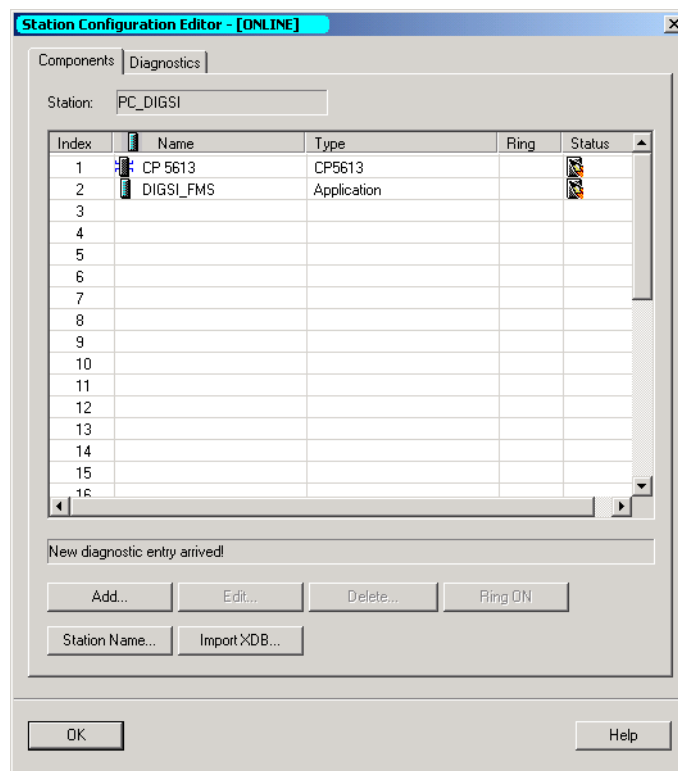 Station Configuration Editor - [ONLINE]
Components Diagnostics
Station: PC_DIGSI
Index Name Type Ring Status
1 CP 5613 CP5613
2 DIGSI_FMS Application
3
4
5
6
7
8
9
10
11
12
13
14
15
16
New diagnostic entry arrived!
Add... Edit... Delete... Ring ON
Station Name... Import XDB...
OK Help